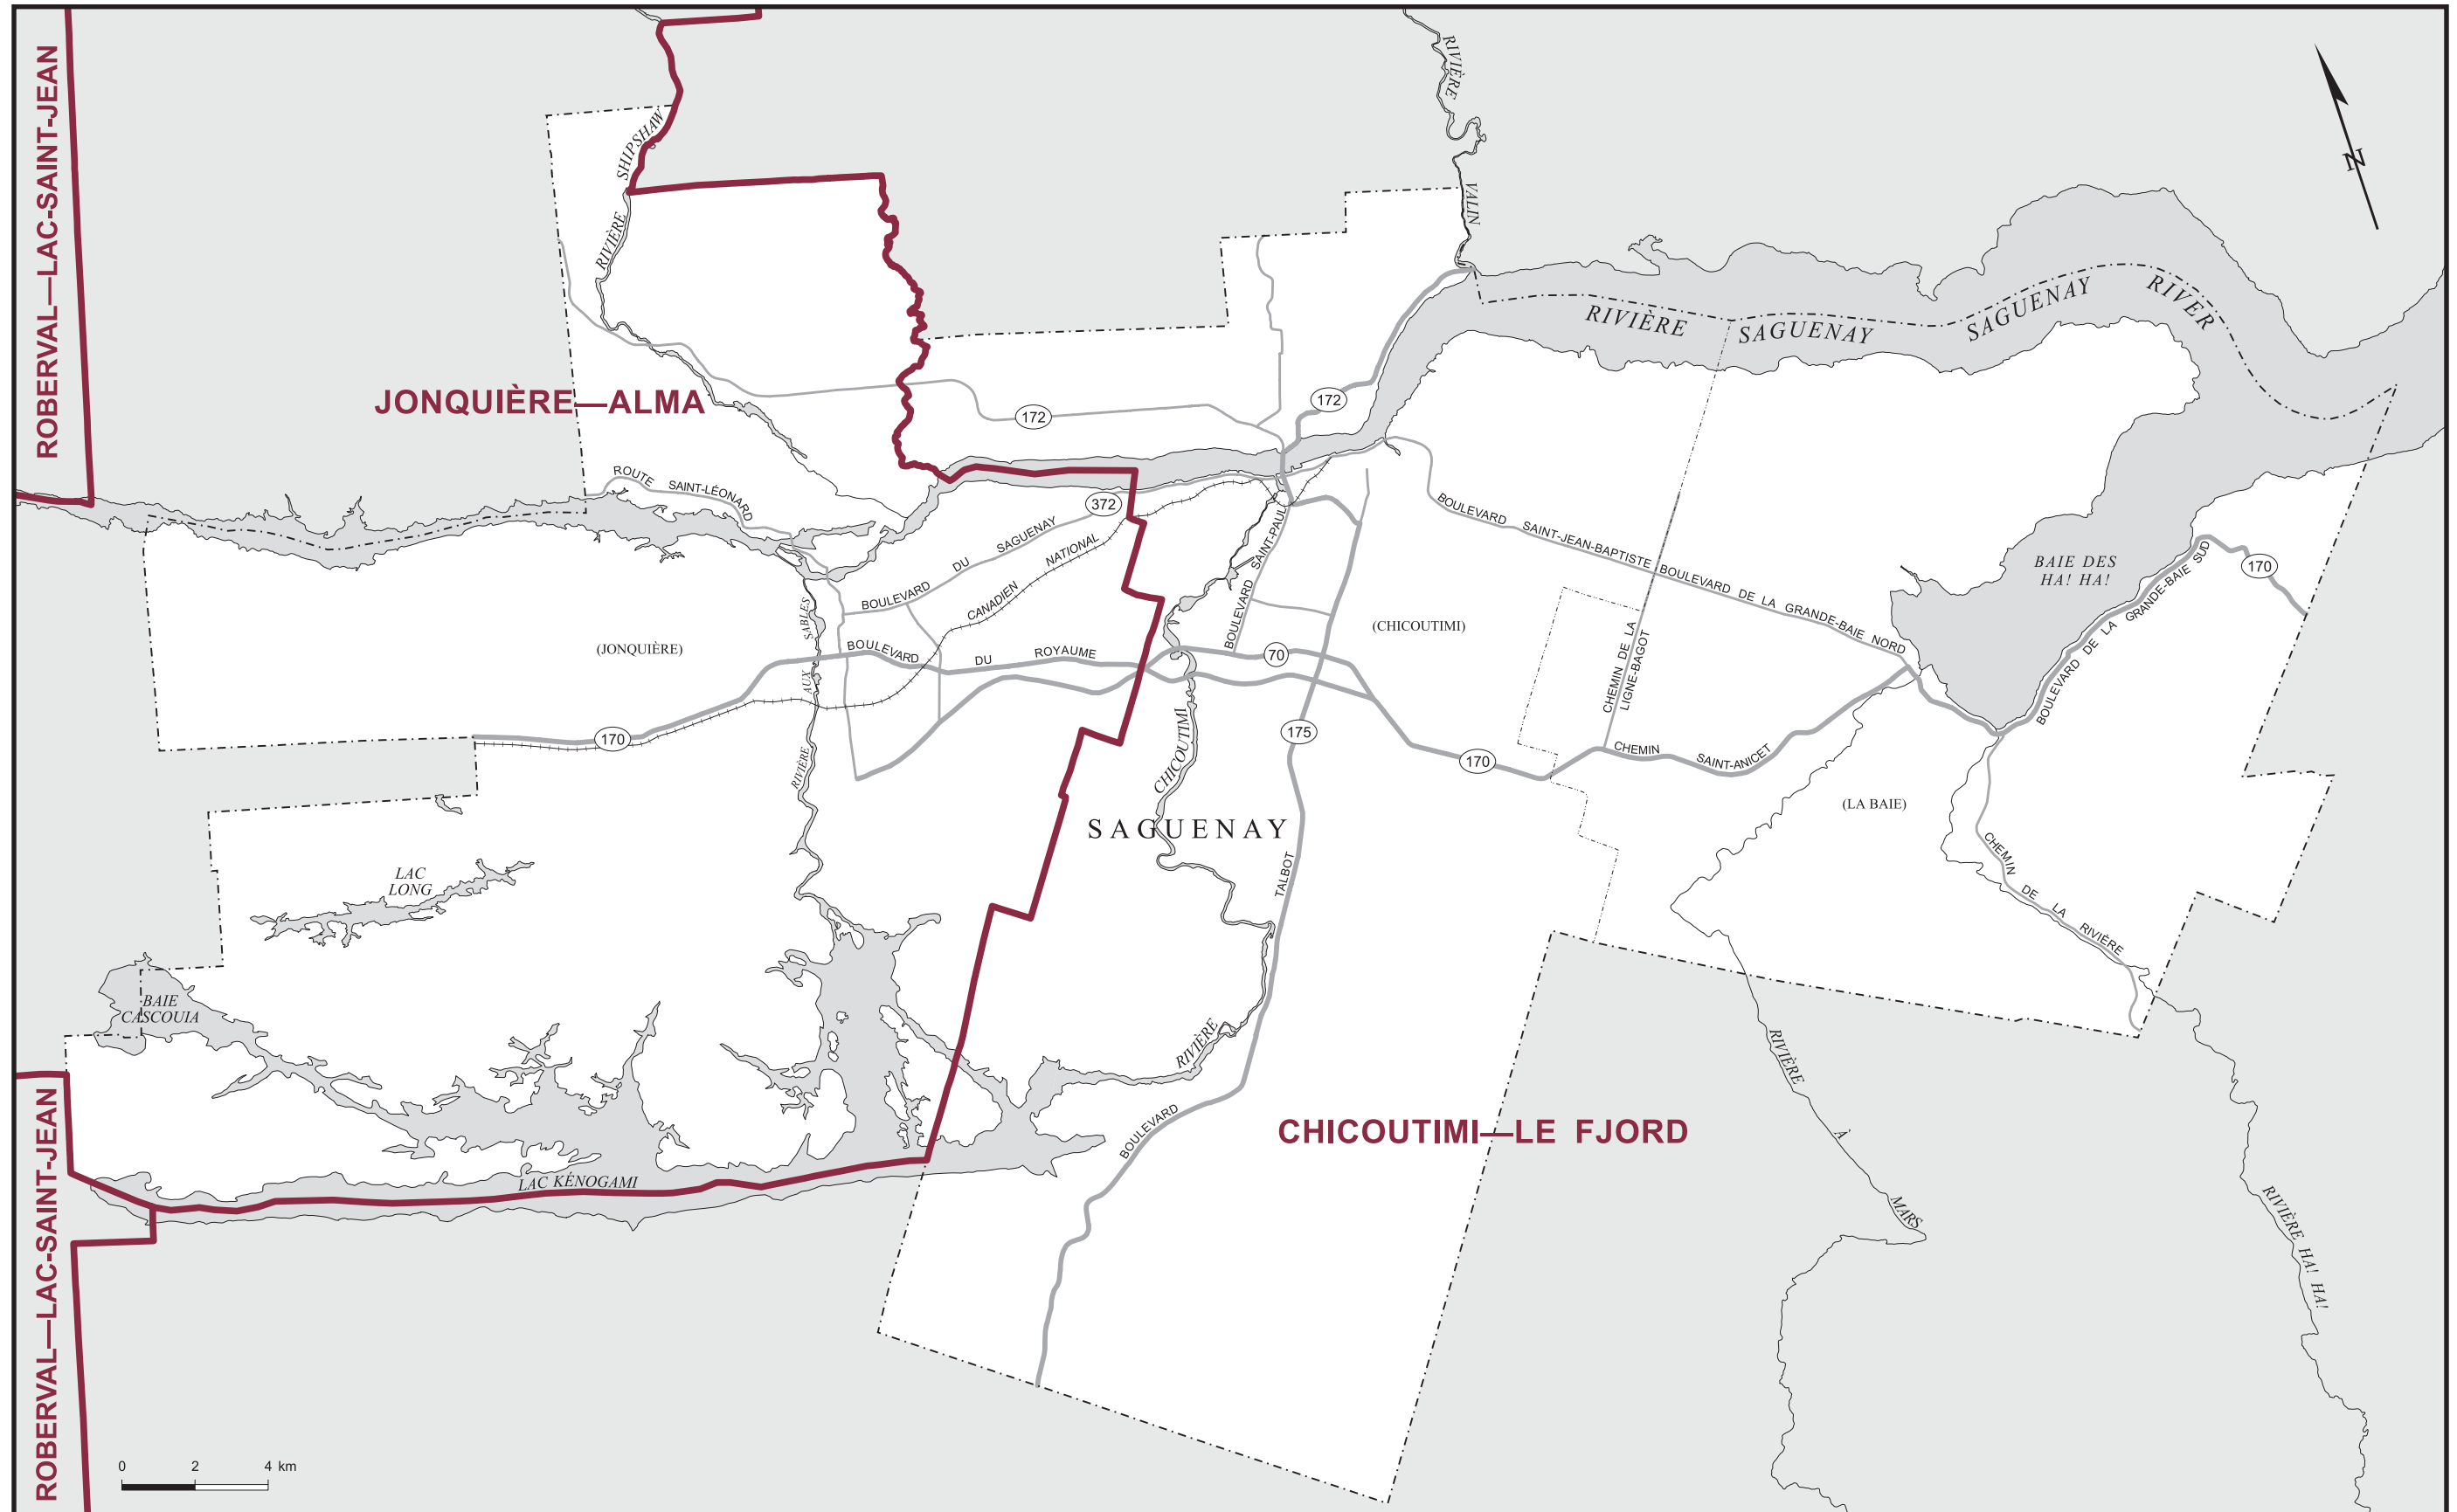 ROBERVAL—LAC-SAINT-JEAN
RIVIÈRE SHIPSHAW
RIVIÈRE VALIN
N
JONQUIÈRE—ALMA
RIVIÈRE SAGUENAY
SAGUENAY RIVER
172
172
ROUTE SAINT-LÉONARD
372
BOULEVARD DU SAGUENAY
CANADIEN NATIONAL
BOULEVARD SAINT-PAUL
BOULEVARD SAINT-JEAN-BAPTISTE
BOULEVARD DE LA GRANDE-BAIE NORD
BAIE DES
HA! HA!
BOULEVARD DE LA GRANDE-BAIE SUD
170
(JONQUIÈRE)
RIVIÈRE AUX SABLES
BOULEVARD DU ROYAUME
70
(CHICOUTIMI)
CHEMIN DE LA
LIGNE-BAGOT
170
175
170
CHEMIN SAINT-ANICET
(LA BAIE)
RIVIÈRE CHICOUTIMI
SAGUENAY
BOULEVARD TALBOT
CHEMIN DE LA RIVIÈRE
LAC
LONG
BAIE
CASCOUIA
LAC KÉNOGAMI
CHICOUTIMI—LE FJORD
RIVIÈRE À MARS
RIVIÈRE HA! HA!
ROBERVAL—LAC-SAINT-JEAN
0 2 4 km